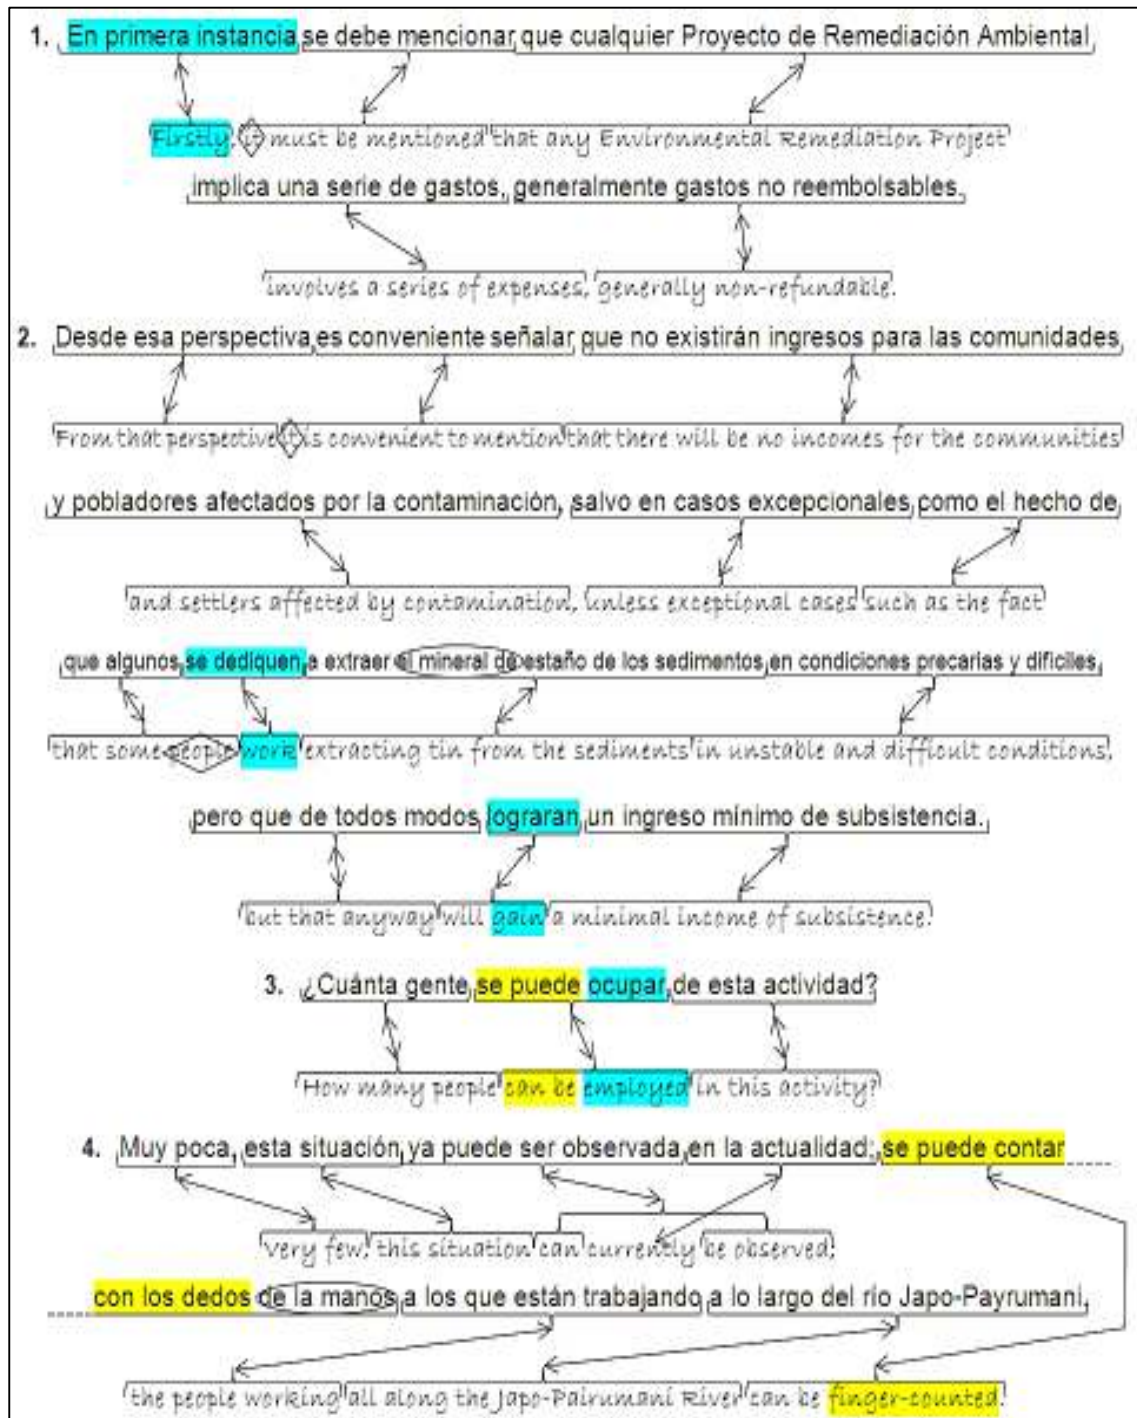 1. En primera instancia se debe mencionar que cualquier Proyecto de Remediación Ambiental
Firstly, it must be mentioned that any Environmental Remediation Project
implica una serie de gastos, generalmente gastos no reembolsables.
involves a series of expenses, generally non-refundable.
2. Desde esa perspectiva es conveniente señalar que no existirán ingresos para las comunidades
From that perspective it is convenient to mention that there will be no incomes for the communities
y pobladores afectados por la contaminación, salvo en casos excepcionales como el hecho de
and settlers affected by contamination, unless exceptional cases such as the fact
que algunos se dediquen a extraer el mineral de estaño de los sedimentos en condiciones precarias y dificiles,
that some people work extracting tin from the sediments in unstable and difficult conditions,
pero que de todos modos lograran un ingreso mínimo de subsistencia.
but that anyway will gain a minimal income of subsistence.
3. ¿Cuánta gente se puede ocupar de esta actividad?
How many people can be employed in this activity?
4. Muy poca, esta situación ya puede ser observada en la actualidad; se puede contar
Very few, this situation can currently be observed;
con los dedos de la manos a los que están trabajando a lo largo del río Japo-Payrumani,
the people working all along the Japo-Pairumani River can be finger-counted.